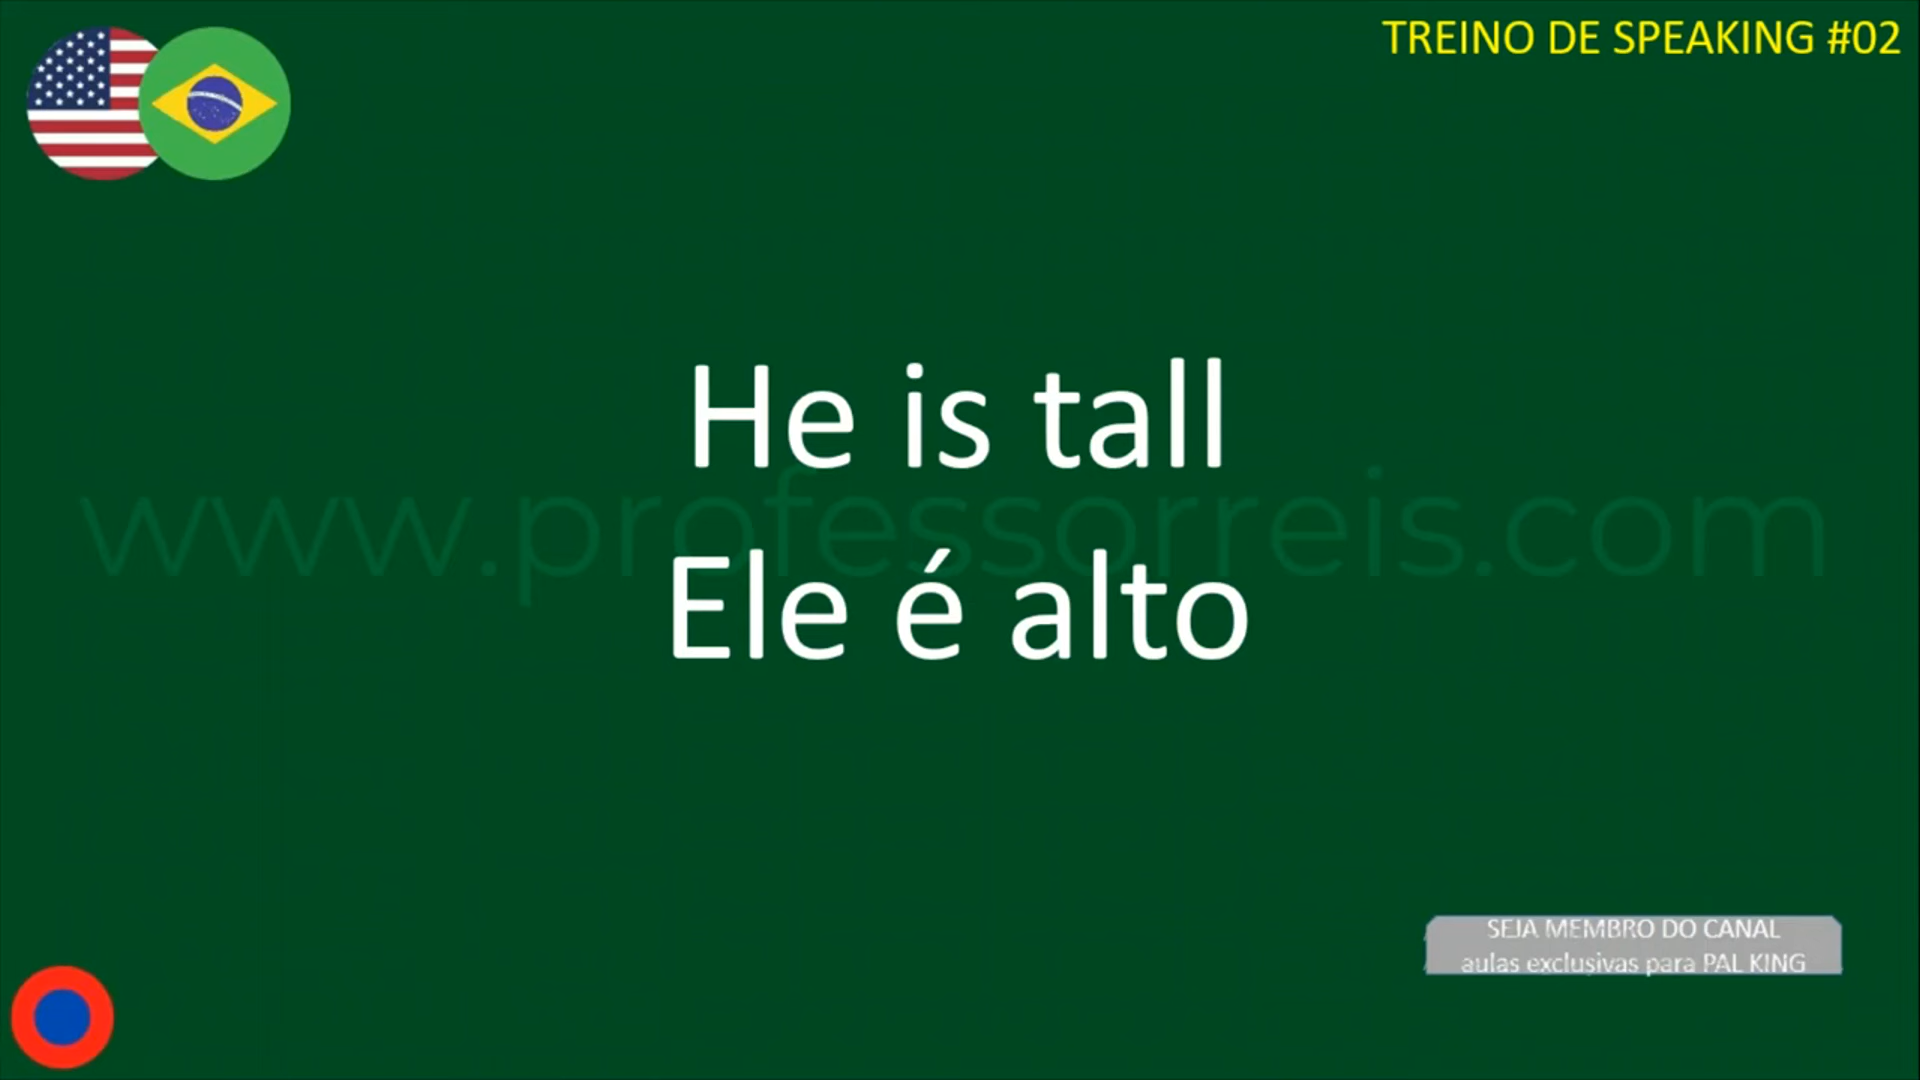 TREINO DE SPEAKING #02
He is tall
www.professorreis.com
Ele é alto
SEJA MEMBRO DO CANAL
aulas exclusivas para PAL KING